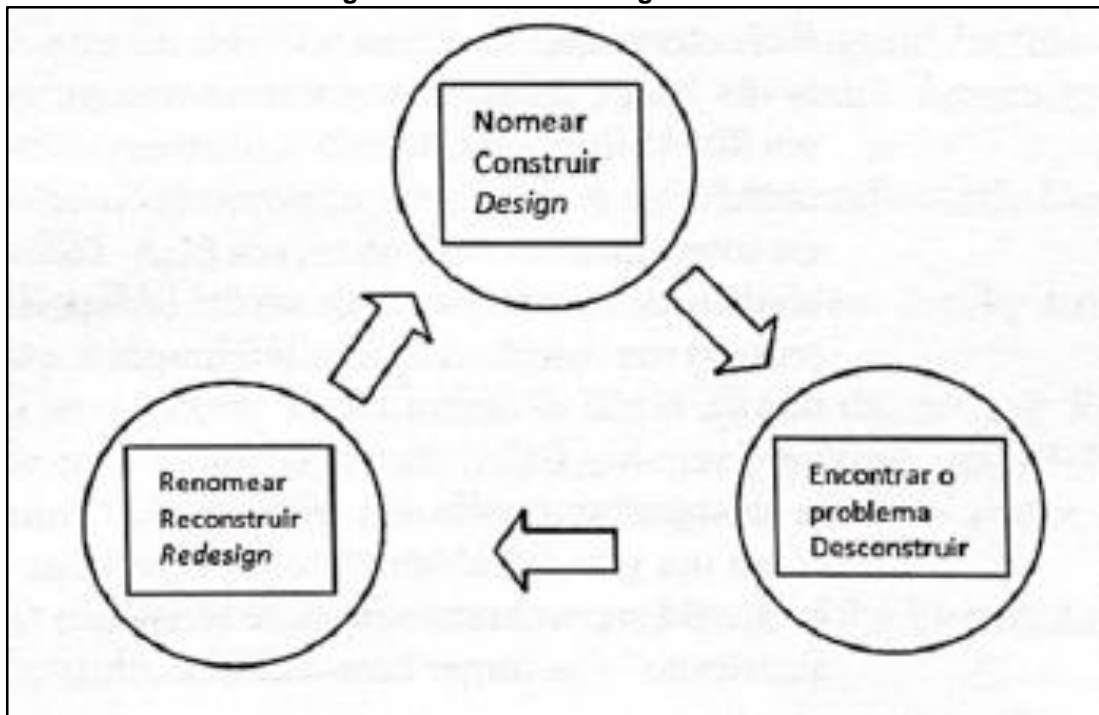 Nomear
Construir
Design
Encontrar o
problema
Desconstruir
Renomear
Reconstruir
Redesign